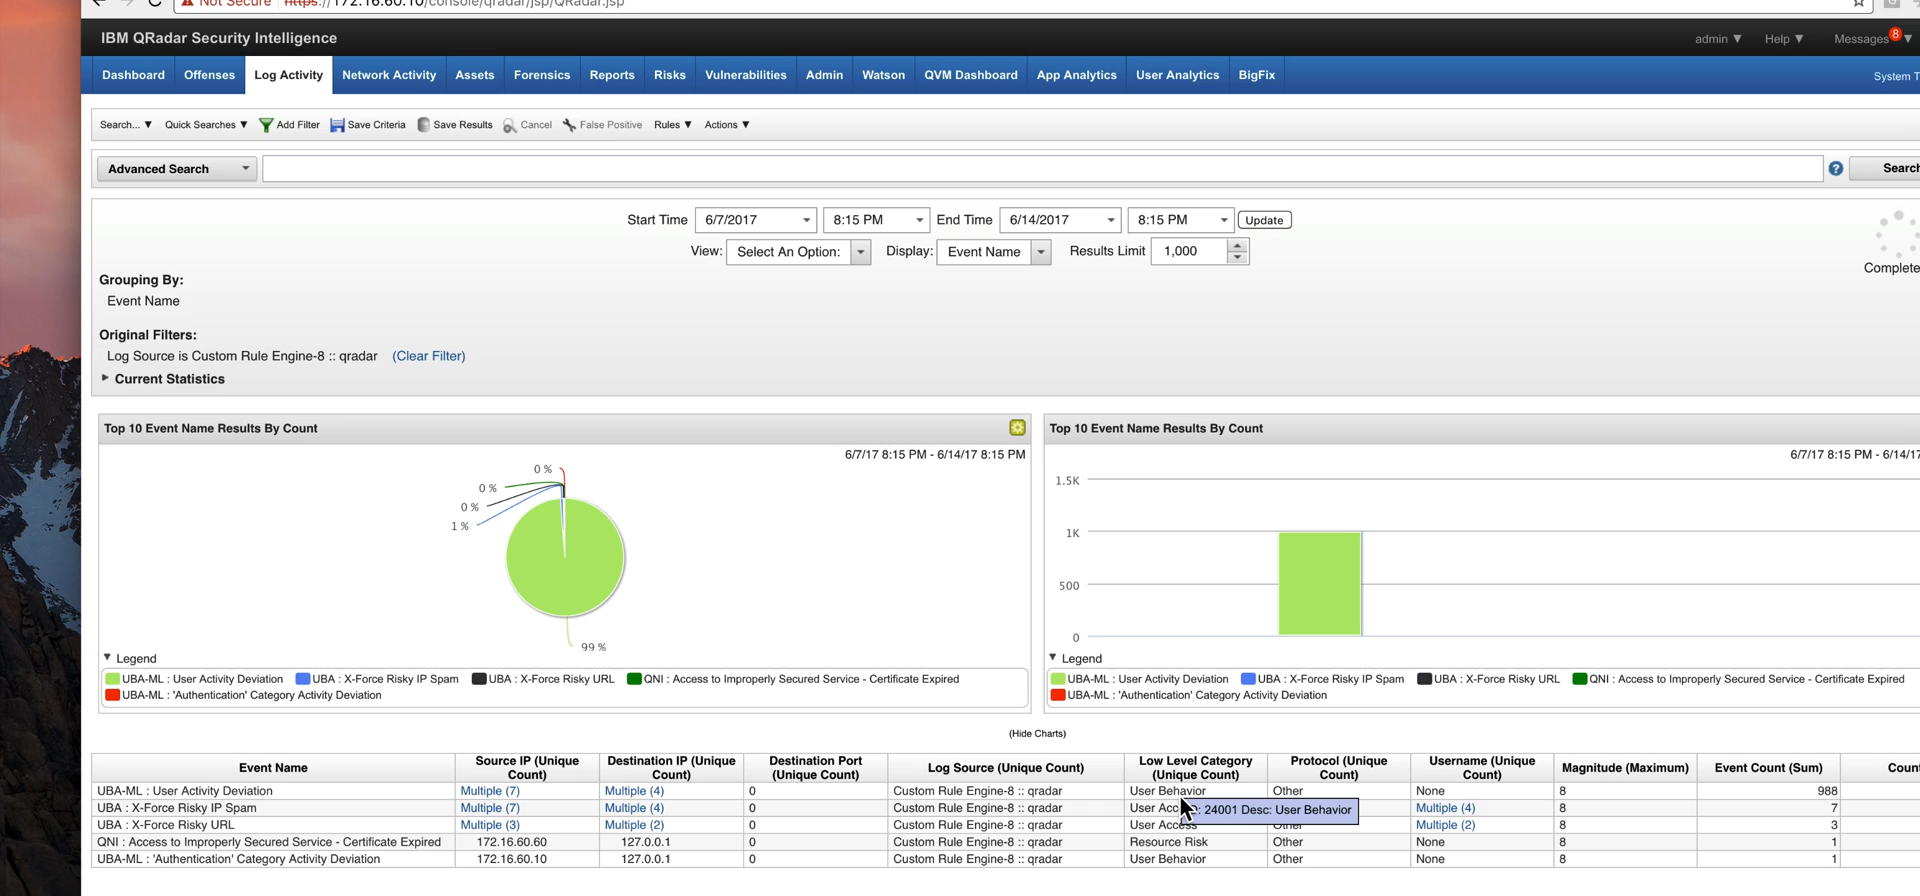 Not Secure https://172.16.60.10/console/qradar/jsp/QRadar.jsp
IBM QRadar Security Intelligence admin ▼ Help ▼ Messages 8 ▼
Dashboard Offenses Log Activity Network Activity Assets Forensics Reports Risks Vulnerabilities Admin Watson QVM Dashboard App Analytics User Analytics BigFix System T
Search... ▼ Quick Searches ▼ Add Filter Save Criteria Save Results Cancel False Positive Rules ▼ Actions ▼
Advanced Search ? Search
Start Time 6/7/2017 8:15 PM End Time 6/14/2017 8:15 PM Update
View: Select An Option: Display: Event Name Results Limit 1,000
Complete
Grouping By:
Event Name
Original Filters:
Log Source is Custom Rule Engine-8 :: qradar (Clear Filter)
Current Statistics
Top 10 Event Name Results By Count
6/7/17 8:15 PM - 6/14/17 8:15 PM
0 %
0 %
0 %
1 %
99 %
Legend
UBA-ML : User Activity Deviation UBA : X-Force Risky IP Spam UBA : X-Force Risky URL QNI : Access to Improperly Secured Service - Certificate Expired
UBA-ML : 'Authentication' Category Activity Deviation
Top 10 Event Name Results By Count
6/7/17 8:15 PM - 6/14/17
1.5K
1K
500
0
Legend
UBA-ML : User Activity Deviation UBA : X-Force Risky IP Spam UBA : X-Force Risky URL QNI : Access to Improperly Secured Service - Certificate Expired
UBA-ML : 'Authentication' Category Activity Deviation
(Hide Charts)
Event Name Source IP (Unique Count) Destination IP (Unique Count) Destination Port (Unique Count) Log Source (Unique Count) Low Level Category (Unique Count) Protocol (Unique Count) Username (Unique Count) Magnitude (Maximum) Event Count (Sum) Count
UBA-ML : User Activity Deviation Multiple (7) Multiple (4) 0 Custom Rule Engine-8 :: qradar User Behavior Other None 8 988
UBA : X-Force Risky IP Spam Multiple (7) Multiple (4) 0 Custom Rule Engine-8 :: qradar User Acc : 24001 Desc: User Behavior Multiple (4) 8 7
UBA : X-Force Risky URL Multiple (3) Multiple (2) 0 Custom Rule Engine-8 :: qradar User Access Other Multiple (2) 8 3
QNI : Access to Improperly Secured Service - Certificate Expired 172.16.60.60 127.0.0.1 0 Custom Rule Engine-8 :: qradar Resource Risk Other None 8 1
UBA-ML : 'Authentication' Category Activity Deviation 172.16.60.10 127.0.0.1 0 Custom Rule Engine-8 :: qradar User Behavior Other None 8 1